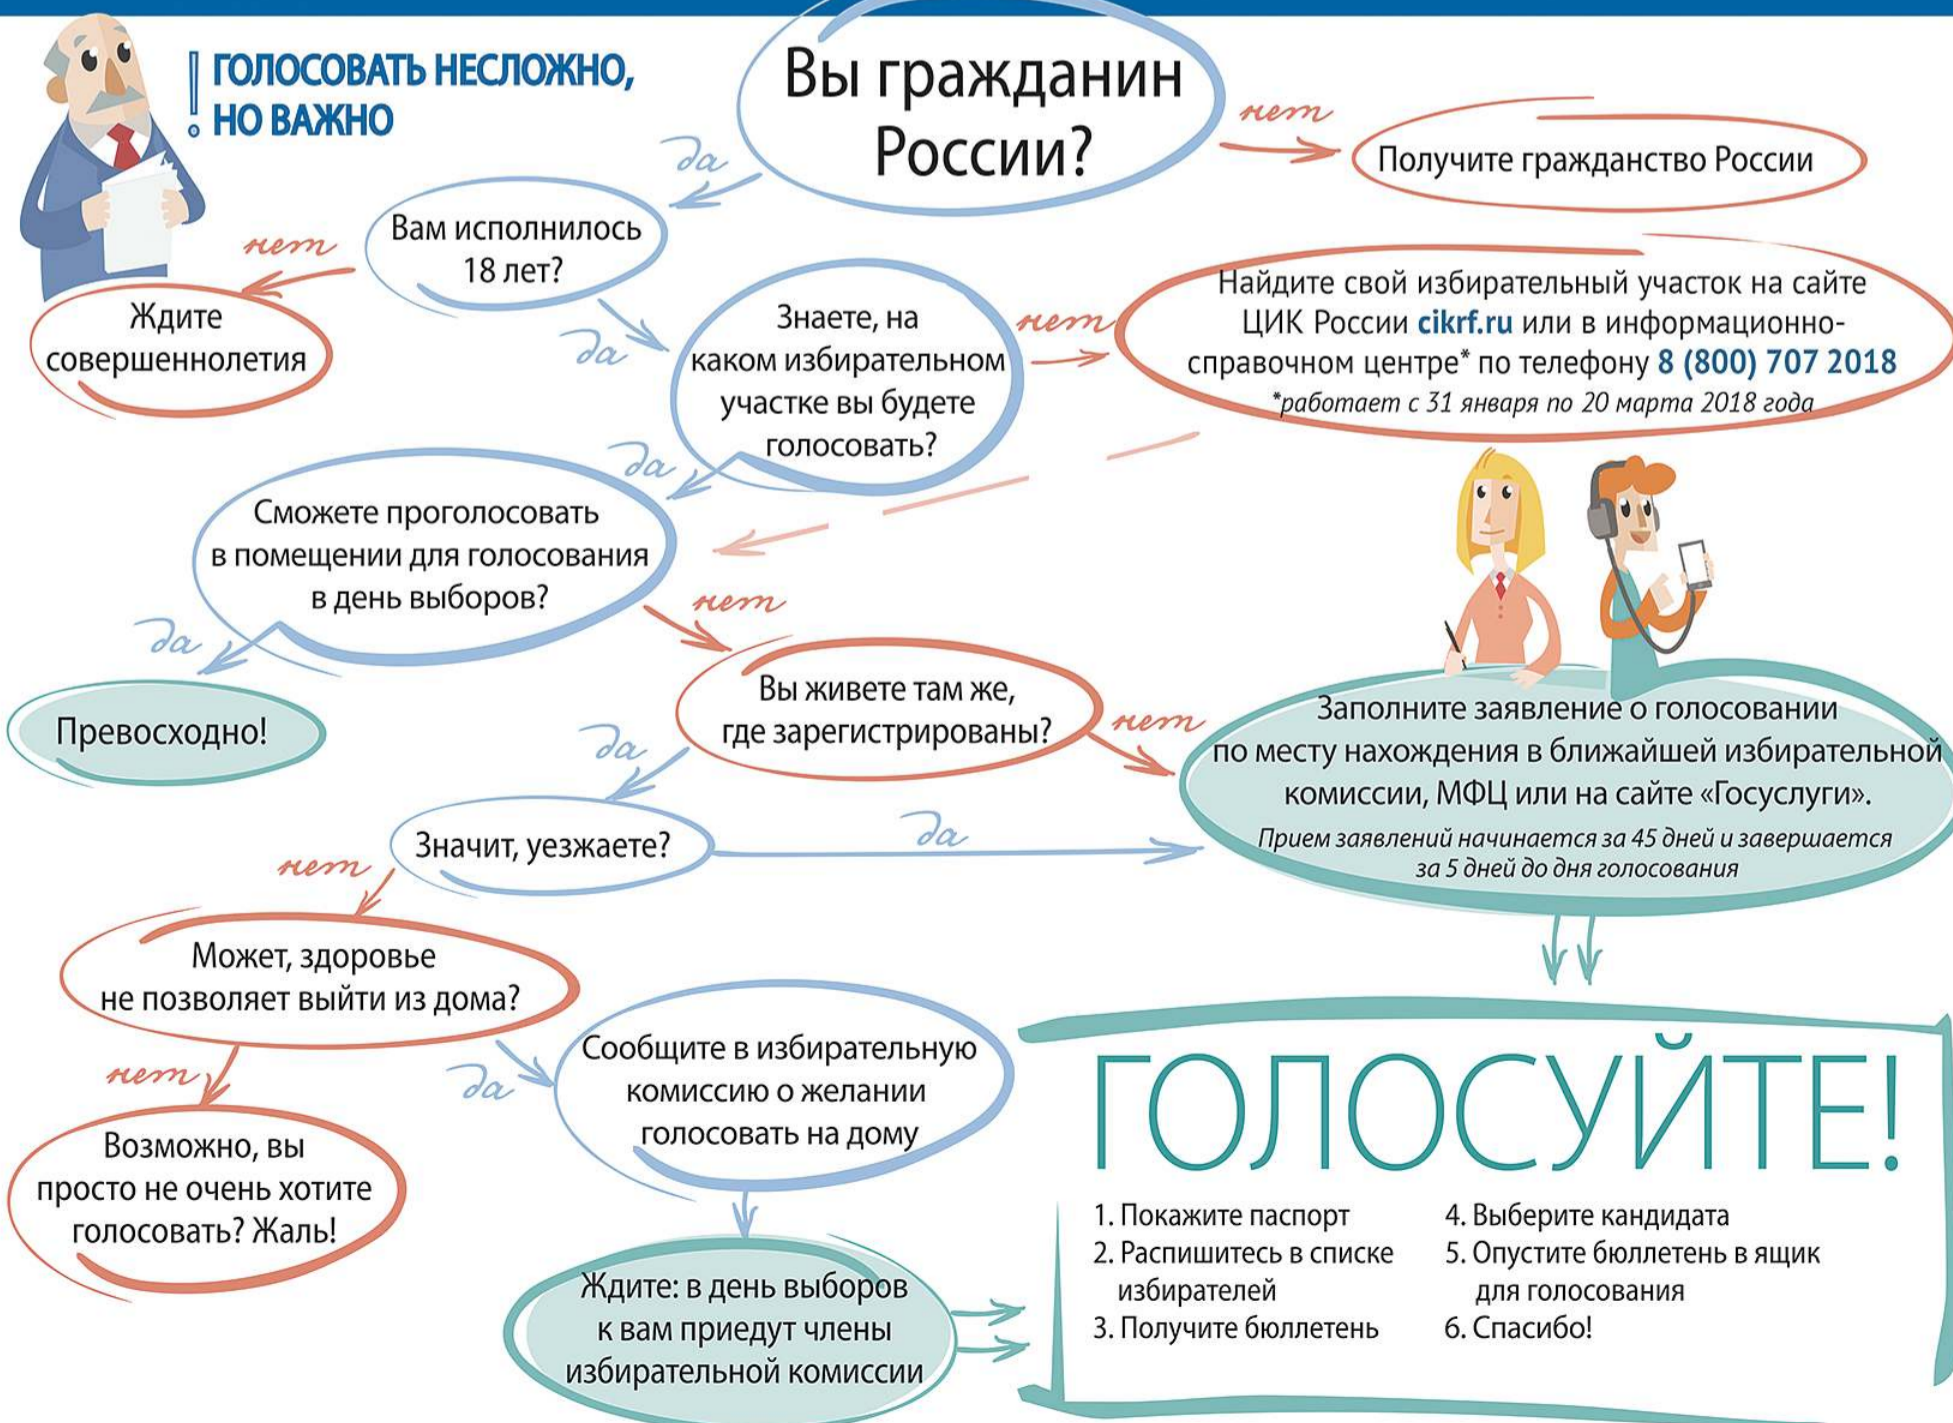 ! ГОЛОСОВАТЬ НЕСЛОЖНО,
НО ВАЖНО
Вы гражданин
России?
нет
Получите гражданство России
да
Вам исполнилось
18 лет?
нет
Ждите
совершеннолетия
да
Знаете, на
каком избирательном
участке вы будете
голосовать?
нет
Найдите свой избирательный участок на сайте
ЦИК России cikrf.ru или в информационно-
справочном центре* по телефону 8 (800) 707 2018
*работает с 31 января по 20 марта 2018 года
да
Сможете проголосовать
в помещении для голосования
в день выборов?
да
Превосходно!
нет
Вы живете там же,
где зарегистрированы?
нет
Заполните заявление о голосовании
по месту нахождения в ближайшей избирательной
комиссии, МФЦ или на сайте «Госуслуги».
Прием заявлений начинается за 45 дней и завершается
за 5 дней до дня голосования
да
Значит, уезжаете?
да
нет
Может, здоровье
не позволяет выйти из дома?
нет
Возможно, вы
просто не очень хотите
голосовать? Жаль!
да
Сообщите в избирательную
комиссию о желании
голосовать на дому
Ждите: в день выборов
к вам приедут члены
избирательной комиссии
ГОЛОСУЙТЕ!
1. Покажите паспорт
2. Распишитесь в списке
избирателей
3. Получите бюллетень
4. Выберите кандидата
5. Опустите бюллетень в ящик
для голосования
6. Спасибо!